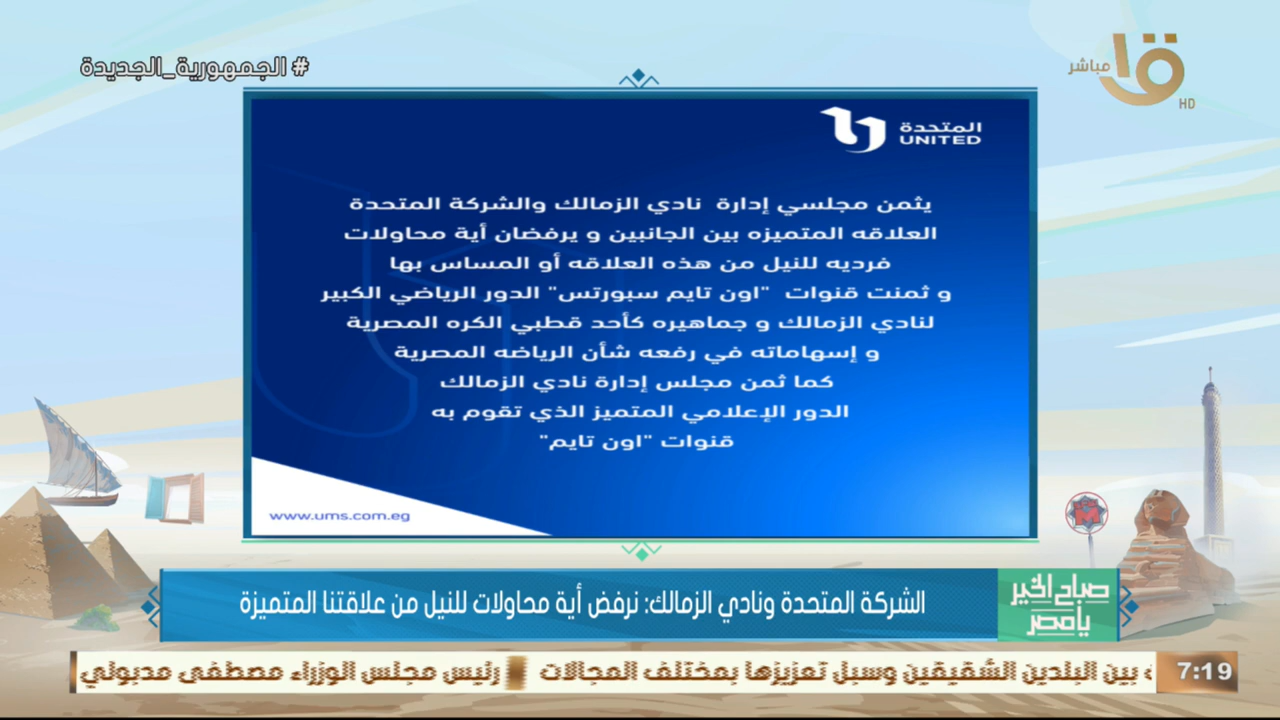 # الجمهورية_الجديدة
مباشر
HD
المتحدة
UNITED
يثمن مجلسي إدارة نادي الزمالك والشركة المتحدة
العلاقه المتميزه بين الجانبين و يرفضان أية محاولات
فرديه للنيل من هذه العلاقه أو المساس بها
و ثمنت قنوات "اون تايم سبورتس" الدور الرياضي الكبير
لنادي الزمالك و جماهيره كأحد قطبي الكره المصرية
و إسهاماته في رفعه شأن الرياضه المصرية
كما ثمن مجلس إدارة نادي الزمالك
الدور الإعلامي المتميز الذي تقوم به
قنوات "اون تايم"
www.ums.com.eg
صباح الخير
يا مصر
الشركة المتحدة ونادي الزمالك: نرفض أية محاولات للنيل من علاقتنا المتميزة
7:19
بين البلدين الشقيقين وسبل تعزيزها بمختلف المجالات رئيس مجلس الوزراء مصطفى مدبولي